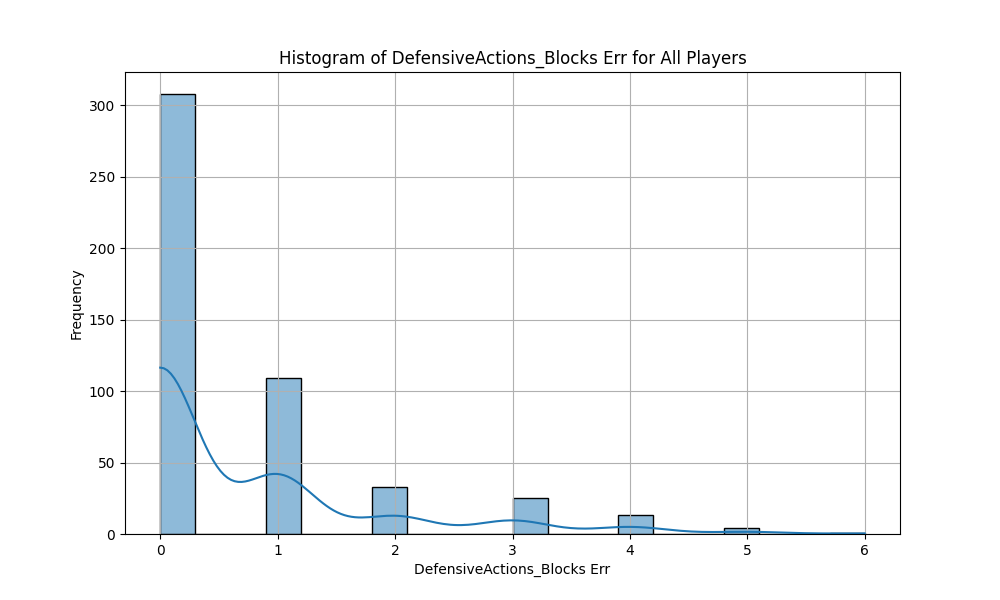 Histogram of DefensiveActions_Blocks Err for All Players
Frequency
300
250
200
150
100
50
0
0 1 2 3 4 5 6
DefensiveActions_Blocks Err